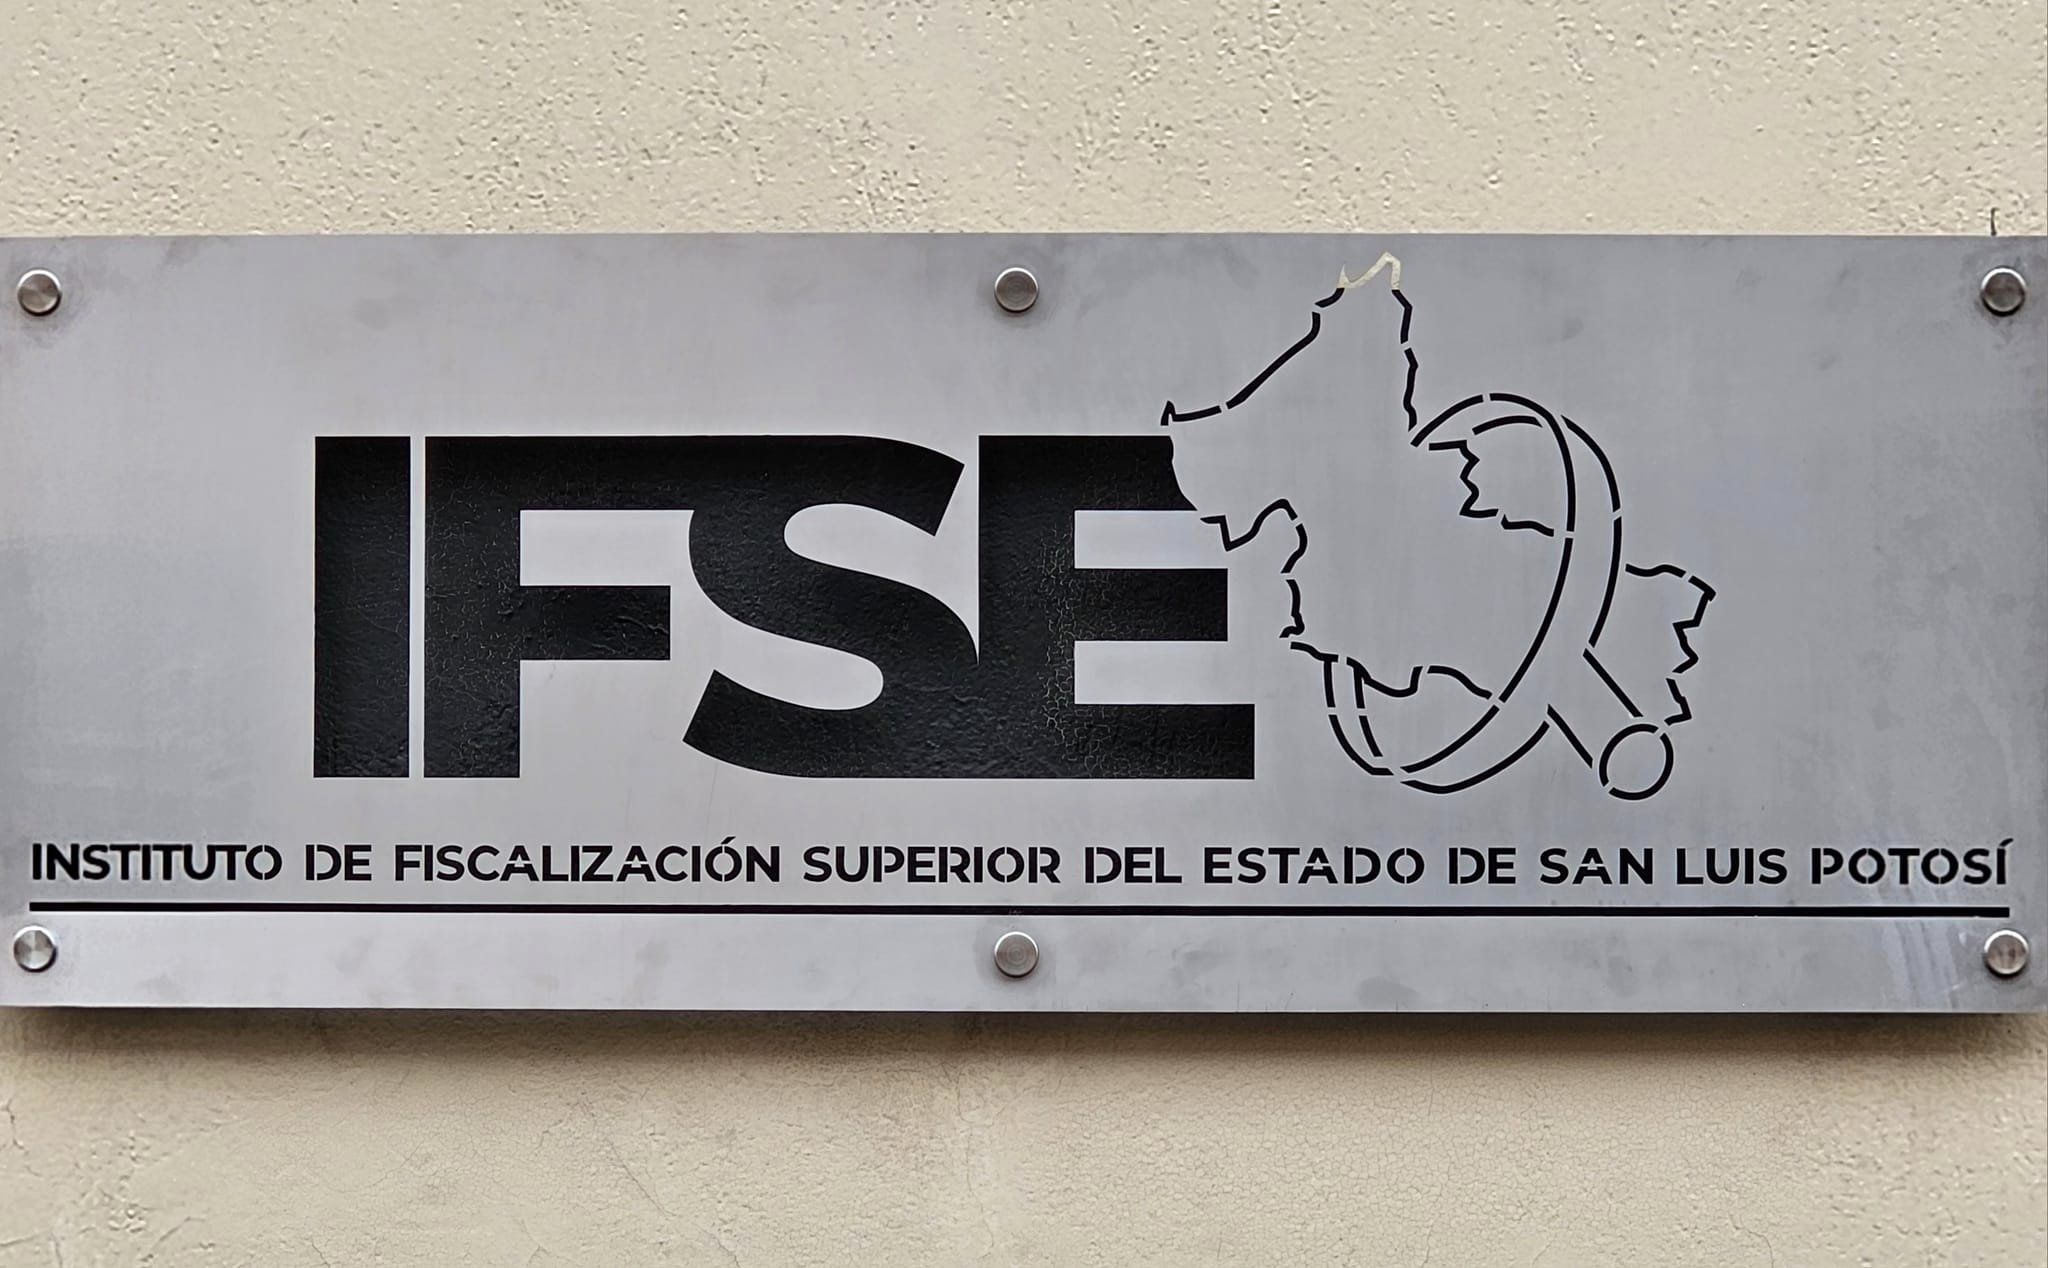 IFSE
INSTITUTO DE FISCALIZACIÓN SUPERIOR DEL ESTADO DE SAN LUIS POTOSÍ